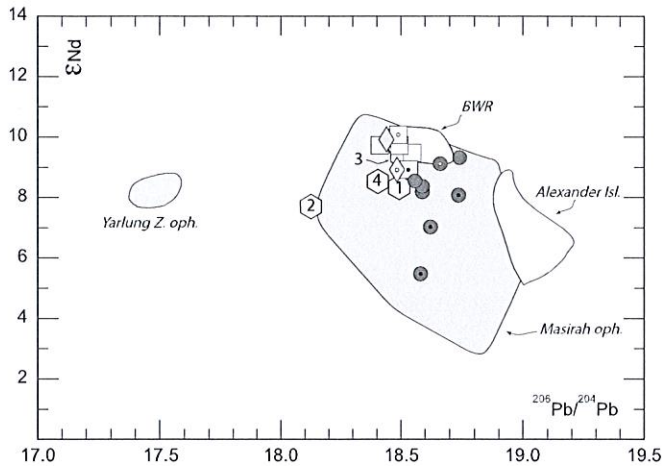 14
εNd
12
BWR
10
3
Alexander Isl.
8
4
1
2
Yarlung Z. oph.
6
4
Masirah oph.
2
206Pb/204Pb
0
17.0 17.5 18.0 18.5 19.0 19.5